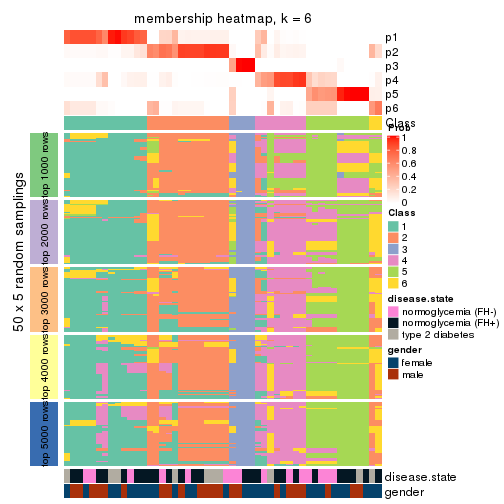 membership heatmap, k = 6
p1
p2
p3
p4
p5
p6
Class
Prob
1
0.8
0.6
0.4
0.2
0
Class
1
2
3
4
5
6
disease.state
normoglycemia (FH-)
normoglycemia (FH+)
type 2 diabetes
gender
female
male
50 x 5 random samplings
top 1000 rows
top 2000 rows
top 3000 rows
top 4000 rows
top 5000 rows
disease.state
gender